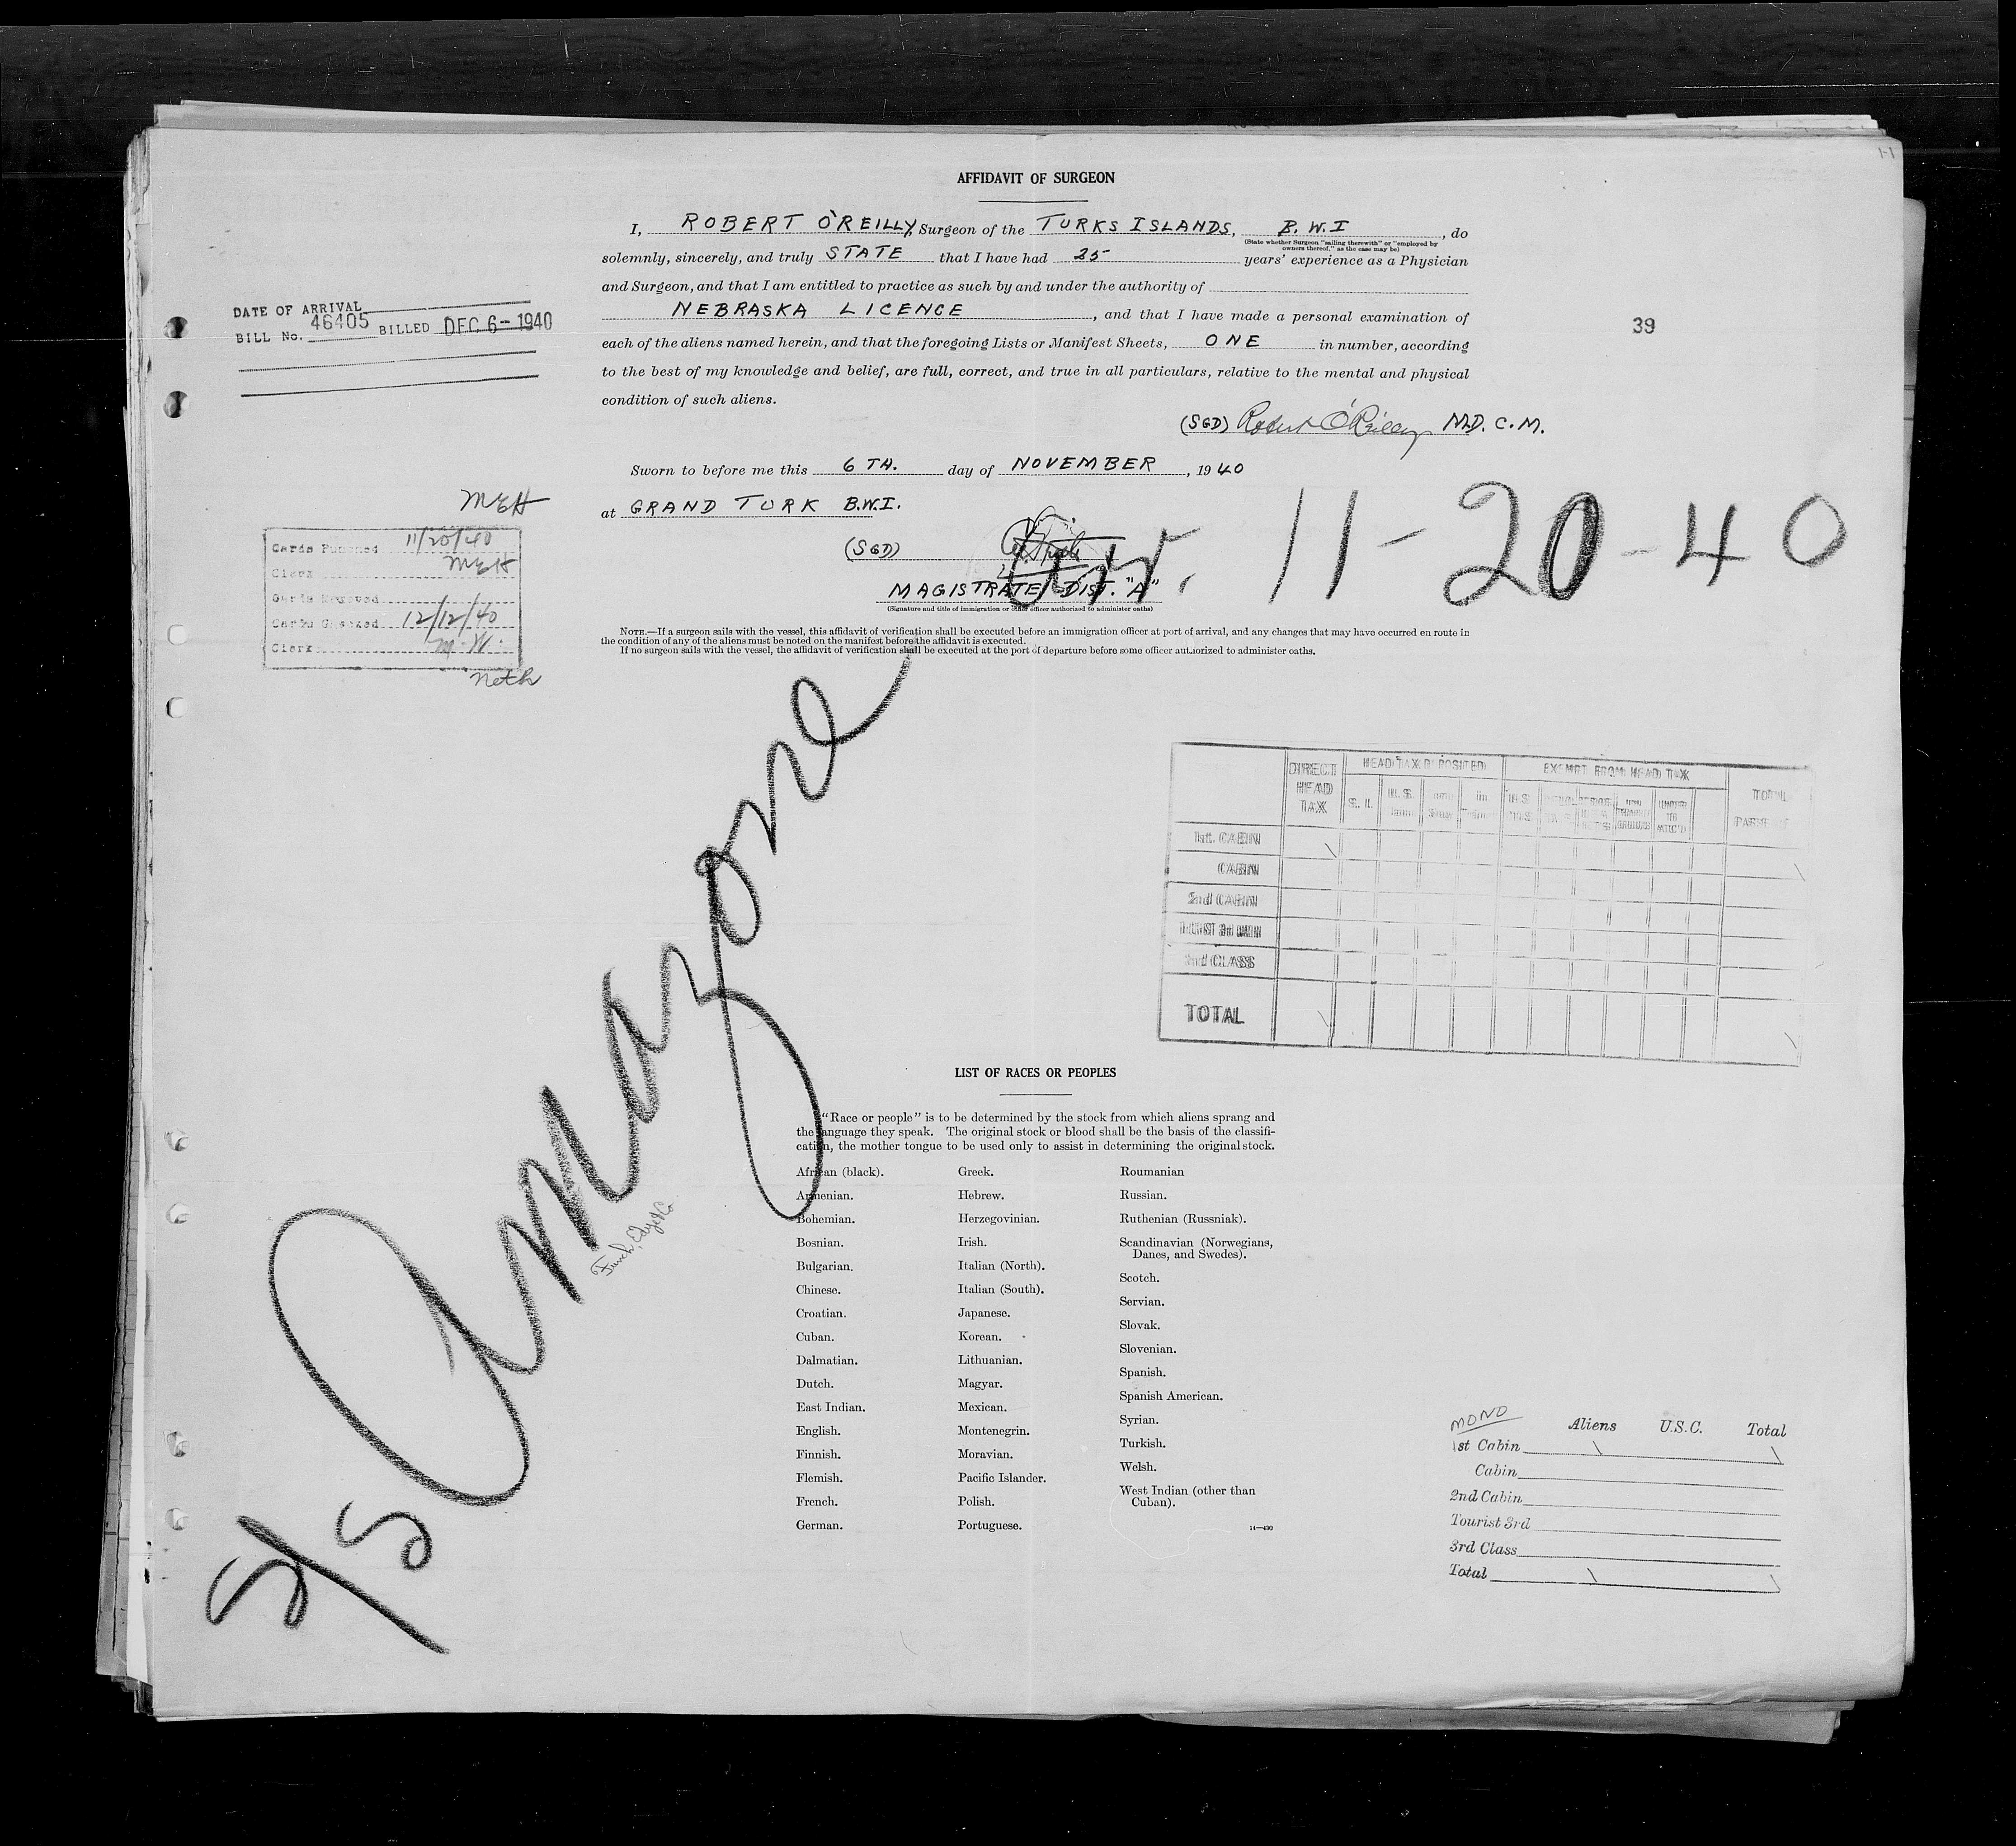 1-1
AFFIDAVIT OF SURGEON
I, ROBERT O'REILLY, Surgeon of the TURKS ISLANDS, B.W.I , do
(State whether Surgeon "sailing therewith" or "employed by
owners thereof," as the case may be)
solemnly, sincerely, and truly STATE that I have had 25 years' experience as a Physician
and Surgeon, and that I am entitled to practice as such by and under the authority of
NEBRASKA LICENCE , and that I have made a personal examination of
each of the aliens named herein, and that the foregoing Lists or Manifest Sheets, ONE in number, according
to the best of my knowledge and belief, are full, correct, and true in all particulars, relative to the mental and physical
condition of such aliens.
(SGD) Robert O'Reilly M.D. C.M.
DATE OF ARRIVAL
BILL No. 46405 BILLED DEC 6- 1940
39
Sworn to before me this 6 TH. day of NOVEMBER , 1940
at GRAND TURK B.W.I.
(SGD)
MAGISTRATE DIST. "A"
(Signature and title of immigration or other officer authorized to administer oaths)
Arr. 11-20-40
MEH
Cards Punched 11/20/40
Clerk MEH
Cards
Cards Checked 12/12/40
Clerk M.W.
Neth
NOTE.—If a surgeon sails with the vessel, this affidavit of verification shall be executed before an immigration officer at port of arrival, and any changes that may have occurred en route in
the condition of any of the aliens must be noted on the manifest before the affidavit is executed.
If no surgeon sails with the vessel, the affidavit of verification shall be executed at the port of departure before some officer authorized to administer oaths.
S/S Amazone
Funch, Edye & Co
CORRECT HEAD TAX
HEAD TAX DEPOSITED
EXEMPT FROM HEAD TAX
TOTAL
1st. CABIN
CABIN
2nd CABIN
TOURIST 3rd CABIN
3rd CLASS
TOTAL
LIST OF RACES OR PEOPLES
"Race or people" is to be determined by the stock from which aliens sprang and
the language they speak. The original stock or blood shall be the basis of the classifi-
cation, the mother tongue to be used only to assist in determining the original stock.
African (black).
Armenian.
Bohemian.
Bosnian.
Bulgarian.
Chinese.
Croatian.
Cuban.
Dalmatian.
Dutch.
East Indian.
English.
Finnish.
Flemish.
French.
German.
Greek.
Hebrew.
Herzegovinian.
Irish.
Italian (North).
Italian (South).
Japanese.
Korean.
Lithuanian.
Magyar.
Mexican.
Montenegrin.
Moravian.
Pacific Islander.
Polish.
Portuguese.
Roumanian
Russian.
Ruthenian (Russniak).
Scandinavian (Norwegians,
Danes, and Swedes).
Scotch.
Servian.
Slovak.
Slovenian.
Spanish.
Spanish American.
Syrian.
Turkish.
Welsh.
West Indian (other than
Cuban).
14—430
MONO
Aliens U.S.C. Total
1st Cabin \ \
Cabin
2nd Cabin
Tourist 3rd
3rd Class
Total \ \